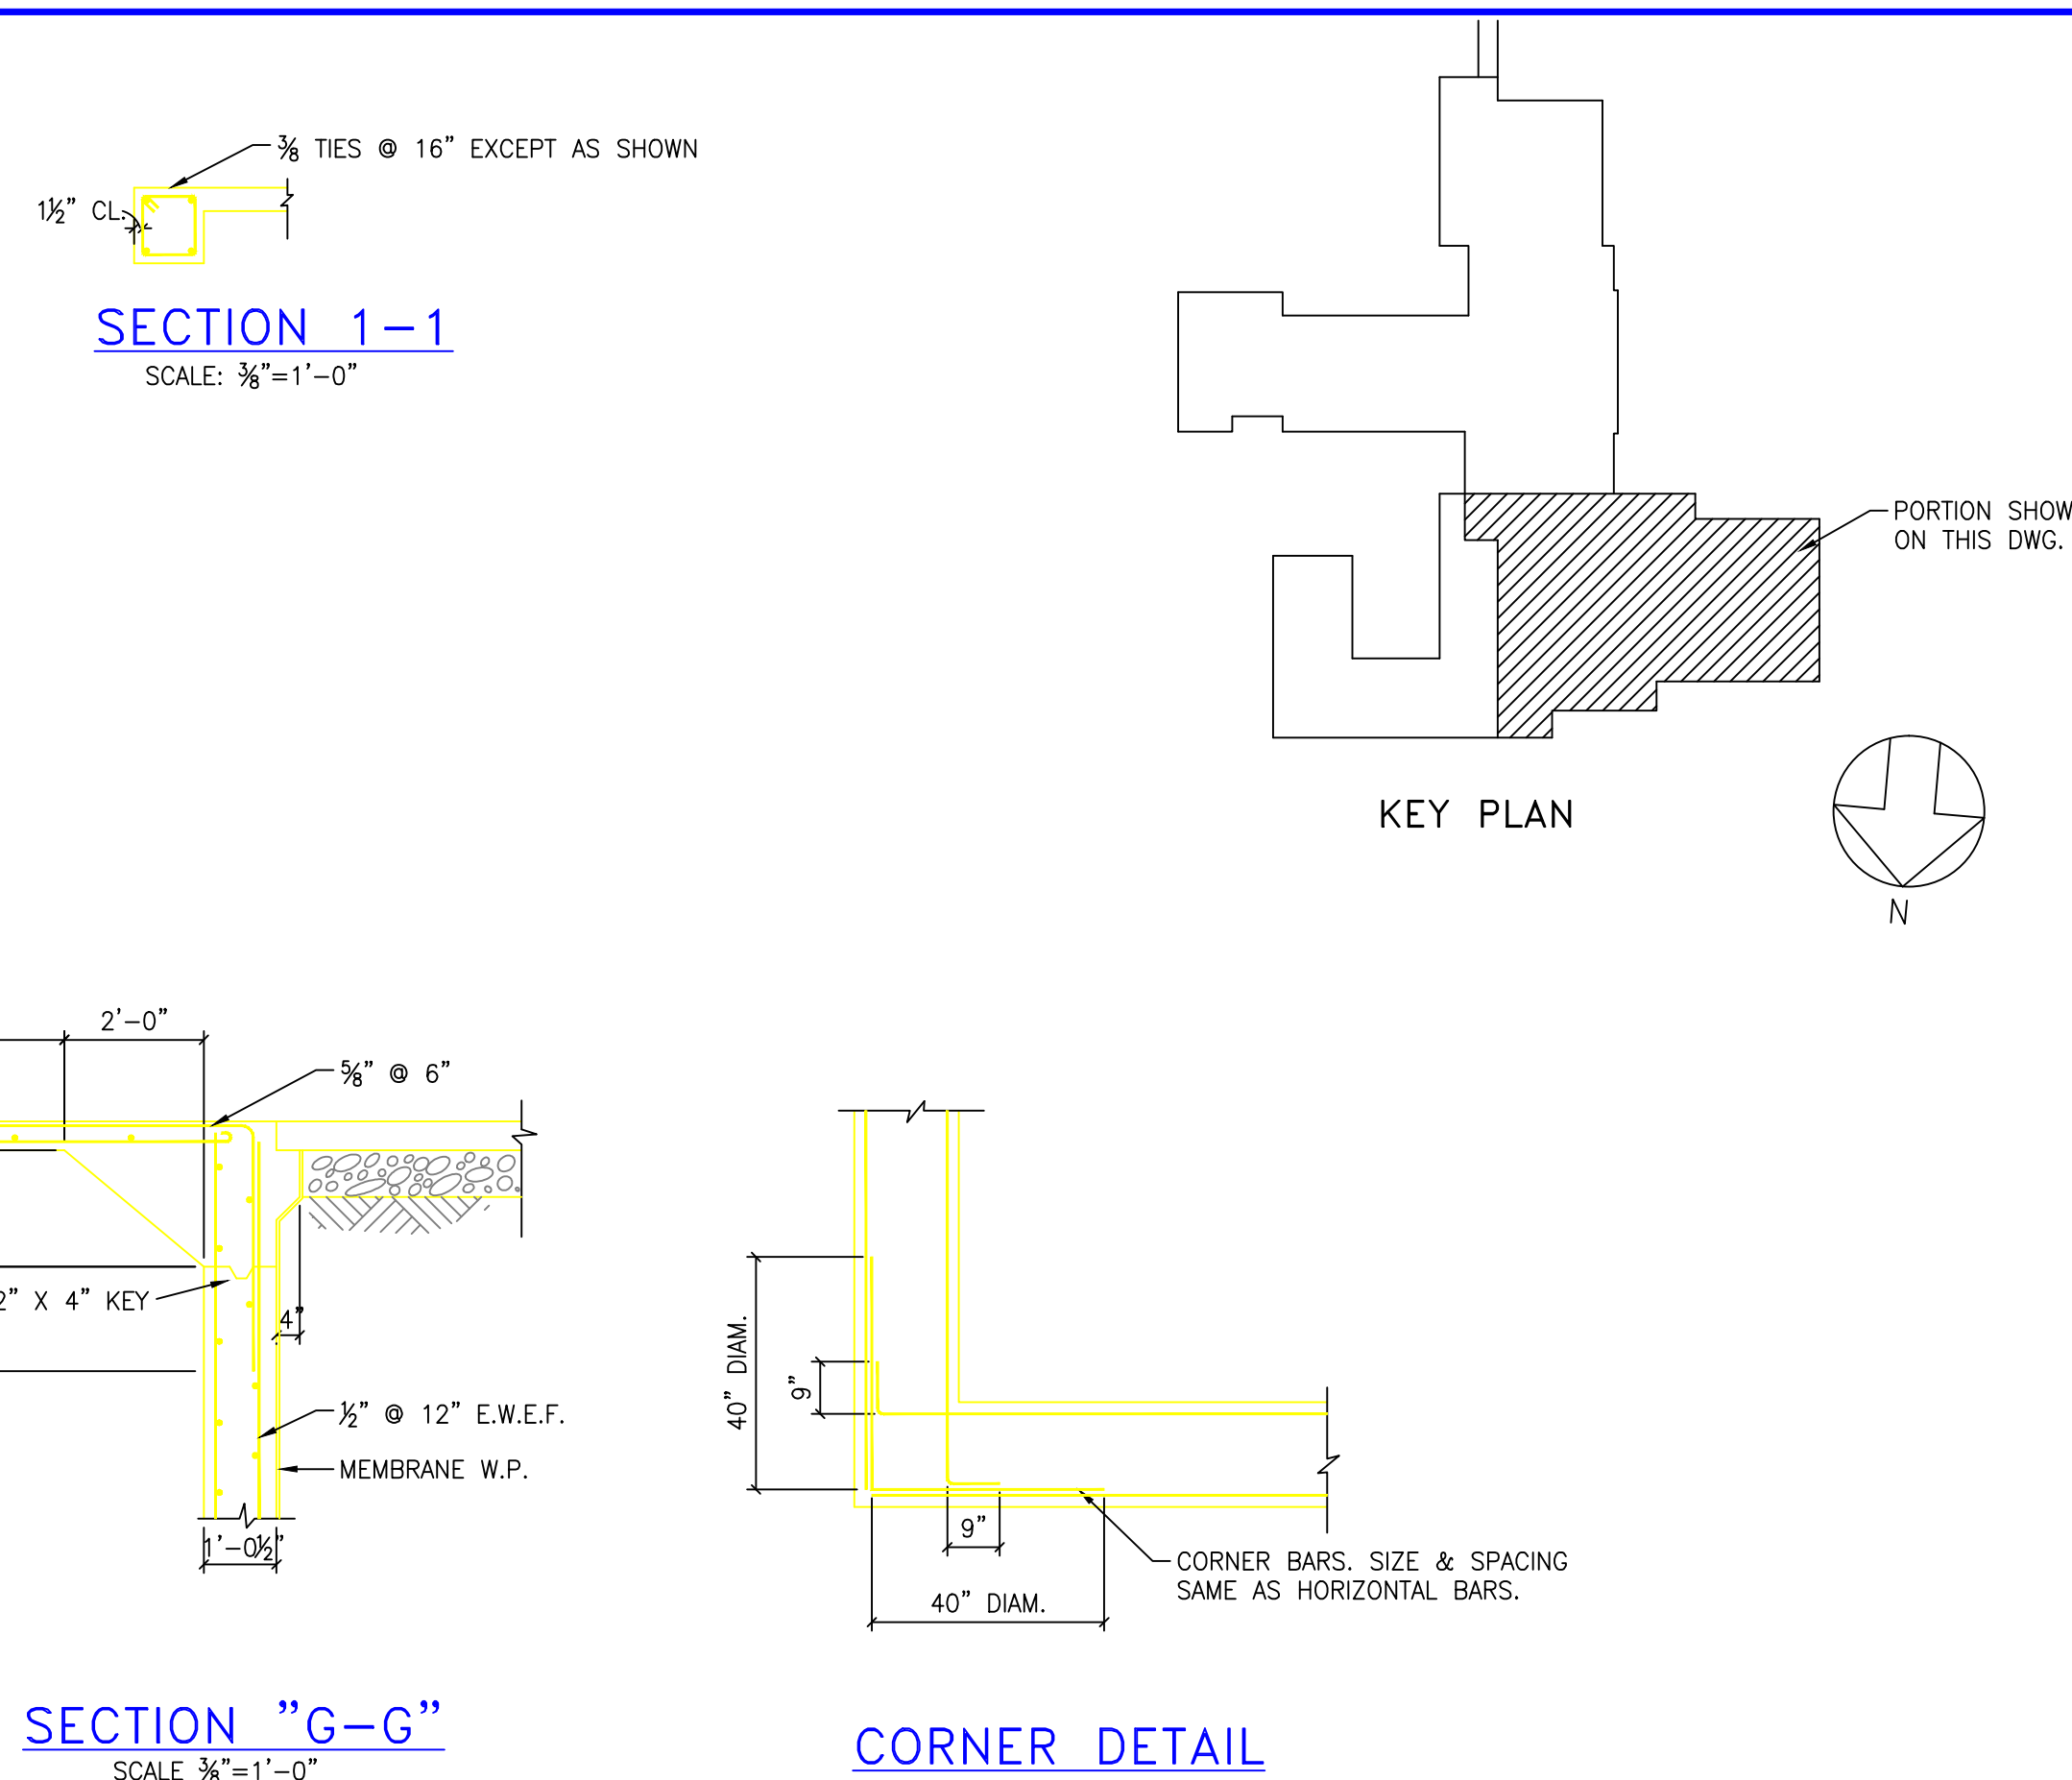 ⅜ TIES @ 16" EXCEPT AS SHOWN
1½" CL.
SECTION 1-1
SCALE: ⅜"=1'-0"
PORTION SHOW
ON THIS DWG.
KEY PLAN
N
2'-0"
⅝" @ 6"
2" X 4" KEY
4"
½" @ 12" E.W.E.F.
MEMBRANE W.P.
1'-0½"
SECTION "G-G"
SCALE ⅜"=1'-0"
40" DIAM.
9"
9"
40" DIAM.
CORNER BARS. SIZE & SPACING
SAME AS HORIZONTAL BARS.
CORNER DETAIL